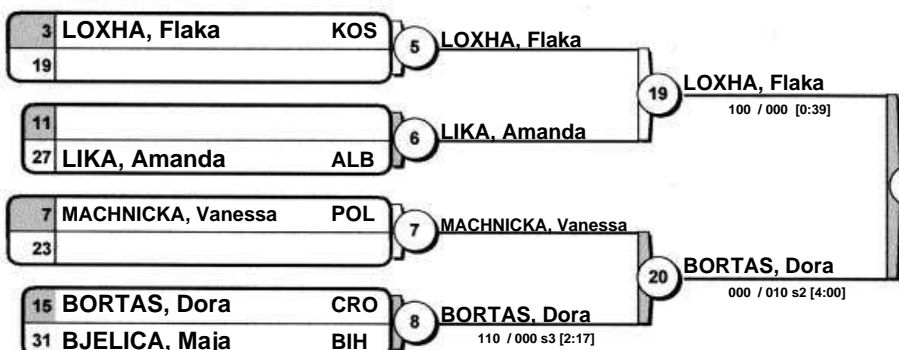 3 LOXHA, Flaka KOS
19
5
LOXHA, Flaka
11
27 LIKA, Amanda ALB
6
LIKA, Amanda
19
LOXHA, Flaka
100 / 000 [0:39]
7 MACHNICKA, Vanessa POL
23
7
MACHNICKA, Vanessa
15 BORTAS, Dora CRO
31 BJELICA, Maja BIH
8
BORTAS, Dora
110 / 000 s3 [2:17]
20
BORTAS, Dora
000 / 010 s2 [4:00]